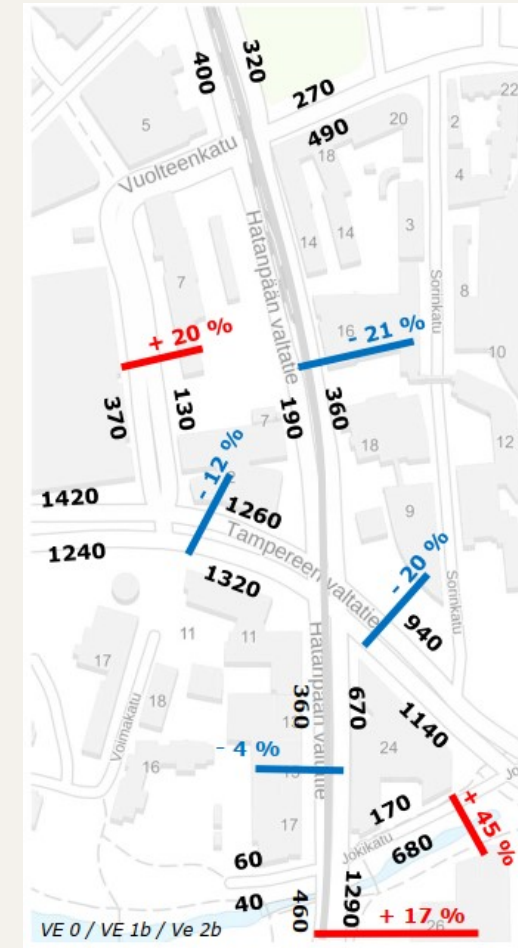 400
320
270
490
20
22
18
2
5
Vuolteenkatu
4
14
14
3
7
Hatanpään valtatie
Sorinkatu
8
+ 20 %
16
- 21 %
10
370
130
190
360
7
- 12 %
18
12
1420
1260
9
1240
Tampereen valtatie
- 20 %
1320
Sorinkatu
940
11
11
17
Hatanpään valtatie
18
Voimakatu
360
670
1140
- 4 %
24
16
17
170
+ 45 %
Jokikatu
680
60
40
460
1290
+ 17 %
26
VE 0 / VE 1b / Ve 2b